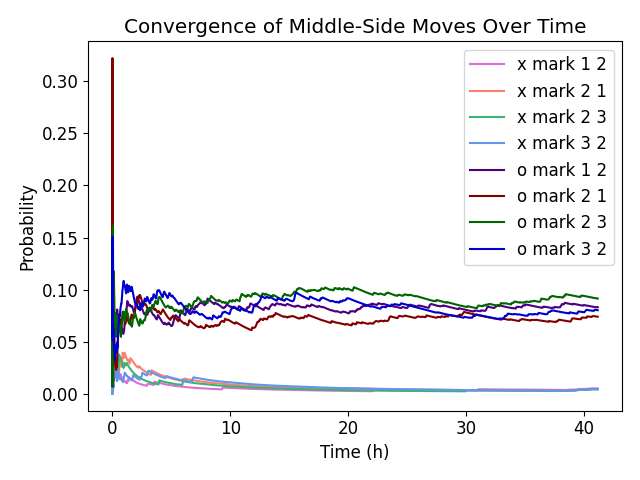 Convergence of Middle-Side Moves Over Time
x mark 1 2
x mark 2 1
x mark 2 3
x mark 3 2
o mark 1 2
o mark 2 1
o mark 2 3
o mark 3 2
Probability
0.30
0.25
0.20
0.15
0.10
0.05
0.00
0
10
20
30
40
Time (h)